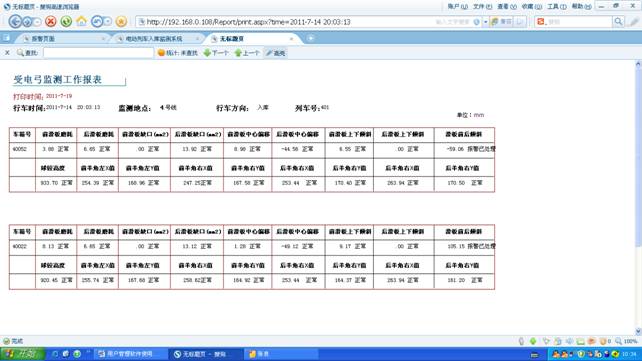 无标题页 - 搜狗高速浏览器
账户(U) 文件(F) 查看(V) 收藏(A) 工具(T) 帮助(H)
http://192.168.0.108/Report/print.aspx?time=2011-7-14 20:03:13
报警页面 电动列车入库监测系统 无标题页
查找: 统计: 未查找 下一个 上一个 高亮
受电弓监测工作报表
打印时间: 2011-7-19
行车时间: 2011-7-14 20:03:13 监测地点: 4.号线 行车方向: 入库 列车号: 401
单位: mm
车箱号 前滑板磨耗 后滑板磨耗 前滑板缺口(mm2) 后滑板缺口(mm2) 前滑板中心偏移 后滑板中心偏移 前滑板上下倾斜 后滑板上下倾斜 滑板前后倾斜
40052 3.88 正常 6.65 正常 .00 正常 13.92 正常 8.98 正常 -44.58 正常 6.55 正常 .00 正常 -59.06 报警已处理
球铰高度 前羊角左X值 前羊角左Y值 前羊角右X值 前羊角右Y值 后羊角右X值 后羊角右Y值 后羊角右X值 后羊角右Y值
933.70 正常 254.39 正常 168.96 正常 247.25正常 167.58 正常 253.44 正常 170.43 正常 263.94 正常 170.50 正常
车箱号 前滑板磨耗 后滑板磨耗 前滑板缺口(mm2) 后滑板缺口(mm2) 前滑板中心偏移 后滑板中心偏移 前滑板上下倾斜 后滑板上下倾斜 滑板前后倾斜
40022 8.13 正常 6.65 正常 .00 正常 13.12 正常 1.28 正常 -49.12 正常 9.17 正常 .00 正常 105.15 报警已处理
球铰高度 前羊角左X值 前羊角左Y值 前羊角右X值 前羊角右Y值 后羊角右X值 后羊角右Y值 后羊角右X值 后羊角右Y值
920.45 正常 255.74 正常 167.68 正常 258.62正常 164.92 正常 253.44 正常 164.37 正常 263.94 正常 161.20 正常
完成 0 100%
开始 用户管理软件使用 无标题页 - 搜狗 10:34